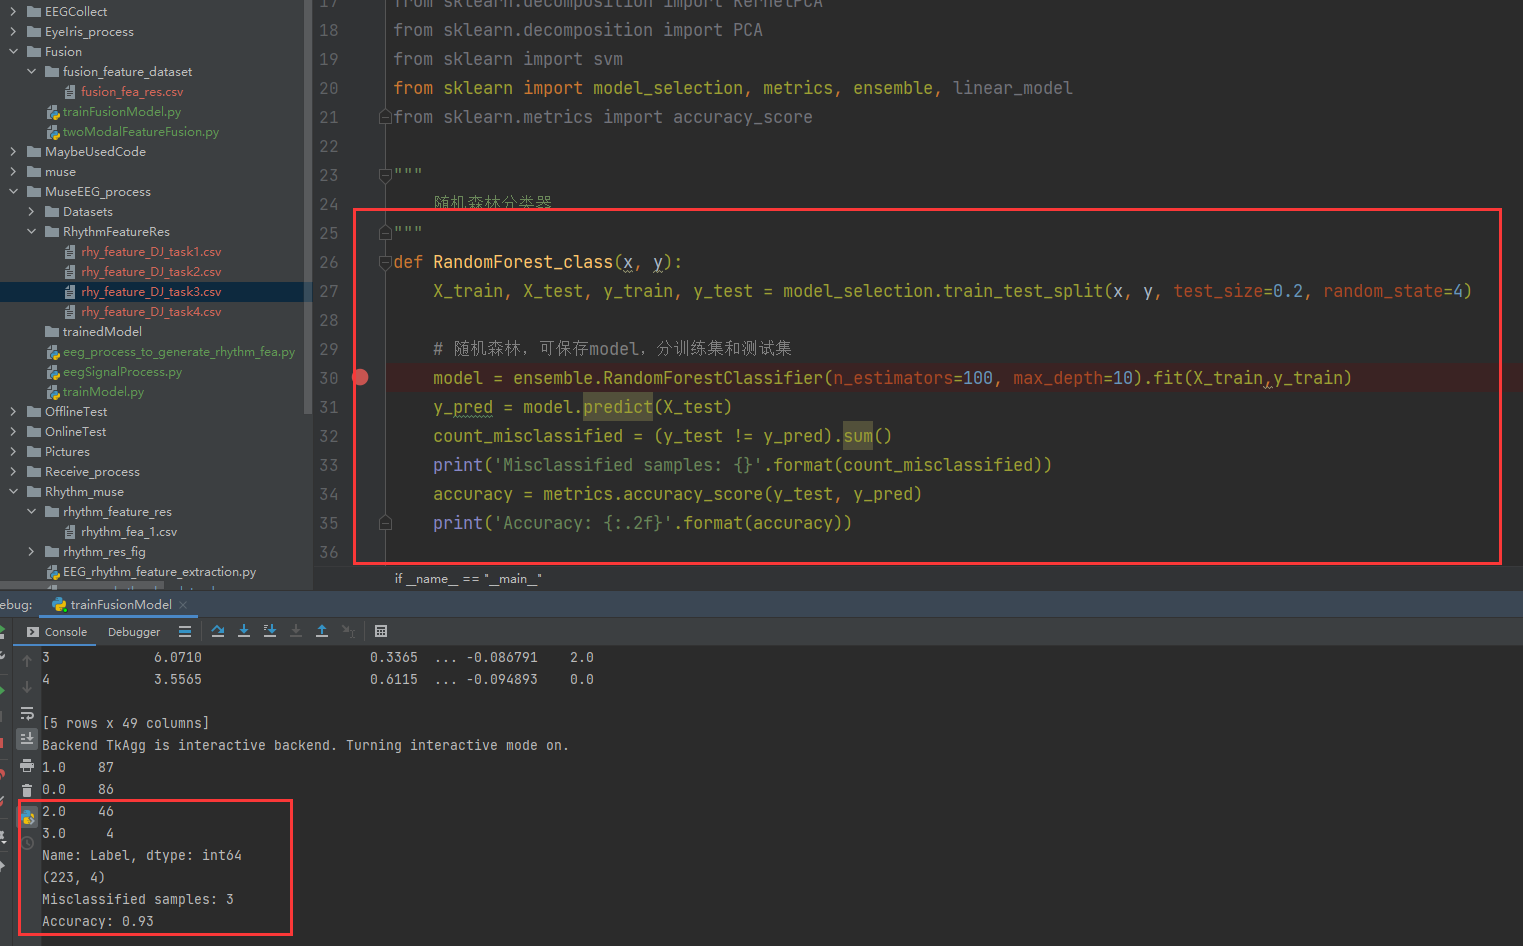 EEGCollect
EyeIris_process
Fusion
fusion_feature_dataset
fusion_fea_res.csv
trainFusionModel.py
twoModalFeatureFusion.py
MaybeUsedCode
muse
MuseEEG_process
Datasets
RhythmFeatureRes
rhy_feature_DJ_task1.csv
rhy_feature_DJ_task2.csv
rhy_feature_DJ_task3.csv
rhy_feature_DJ_task4.csv
trainedModel
eeg_process_to_generate_rhythm_fea.py
eegSignalProcess.py
trainModel.py
OfflineTest
OnlineTest
Pictures
Receive_process
Rhythm_muse
rhythm_feature_res
rhythm_fea_1.csv
rhythm_res_fig
EEG_rhythm_feature_extraction.py
17 from sklearn.decomposition import KernelPCA
18 from sklearn.decomposition import PCA
19 from sklearn import svm
20 from sklearn import model_selection, metrics, ensemble, linear_model
21 from sklearn.metrics import accuracy_score
22
23 """
24 随机森林分类器
25 """
26 def RandomForest_class(x, y):
27 X_train, X_test, y_train, y_test = model_selection.train_test_split(x, y, test_size=0.2, random_state=4)
28
29 # 随机森林，可保存model，分训练集和测试集
30 model = ensemble.RandomForestClassifier(n_estimators=100, max_depth=10).fit(X_train,y_train)
31 y_pred = model.predict(X_test)
32 count_misclassified = (y_test != y_pred).sum()
33 print('Misclassified samples: {}'.format(count_misclassified))
34 accuracy = metrics.accuracy_score(y_test, y_pred)
35 print('Accuracy: {:.2f}'.format(accuracy))
36
if __name__ == "__main__"
ebug: trainFusionModel
Console Debugger
3 6.0710 0.3365 ... -0.086791 2.0
4 3.5565 0.6115 ... -0.094893 0.0
[5 rows x 49 columns]
Backend TkAgg is interactive backend. Turning interactive mode on.
1.0 87
0.0 86
2.0 46
3.0 4
Name: Label, dtype: int64
(223, 4)
Misclassified samples: 3
Accuracy: 0.93